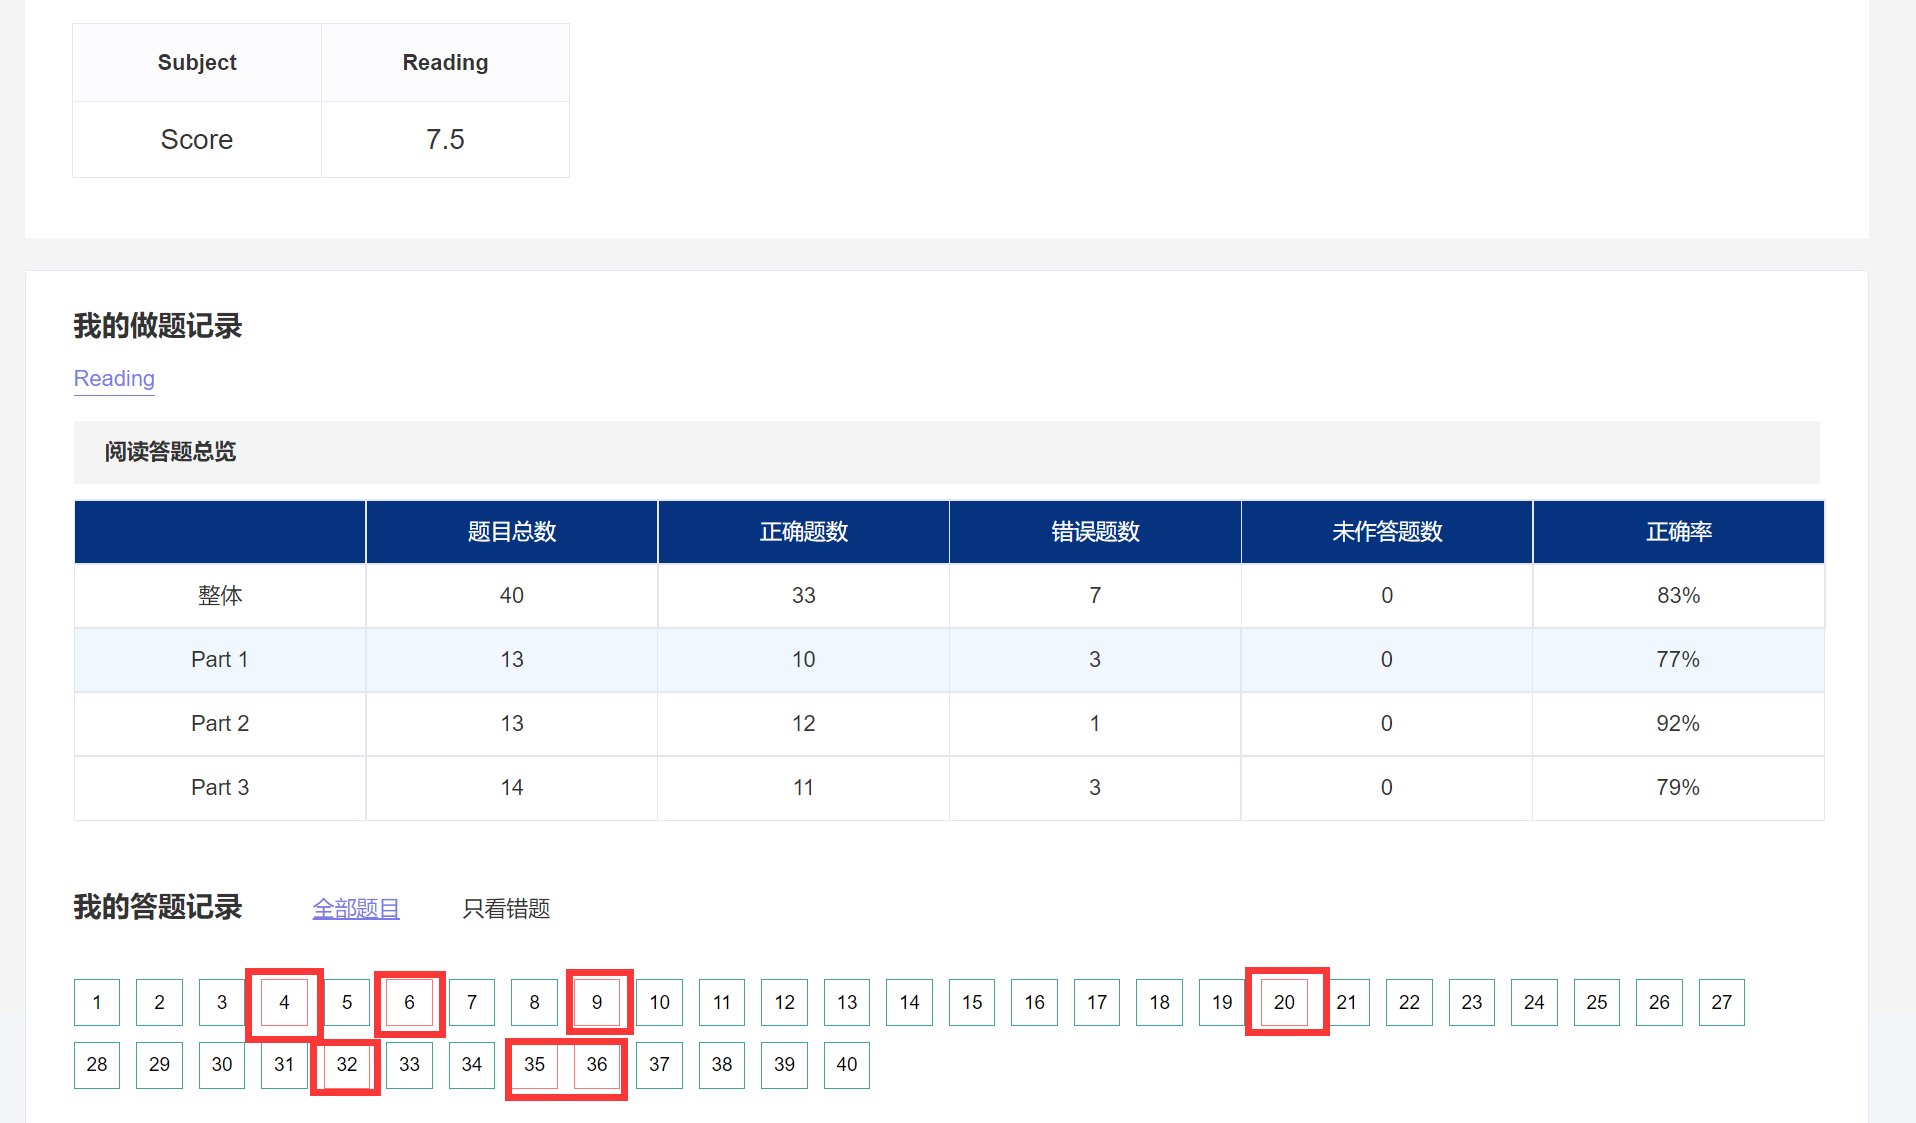 Subject Reading
Score 7.5
我的做题记录
Reading
阅读答题总览
题目总数 正确题数 错误题数 未作答题数 正确率
整体 40 33 7 0 83%
Part 1 13 10 3 0 77%
Part 2 13 12 1 0 92%
Part 3 14 11 3 0 79%
我的答题记录 全部题目 只看错题
1 2 3 4 5 6 7 8 9 10 11 12 13 14 15 16 17 18 19 20 21 22 23 24 25 26 27
28 29 30 31 32 33 34 35 36 37 38 39 40